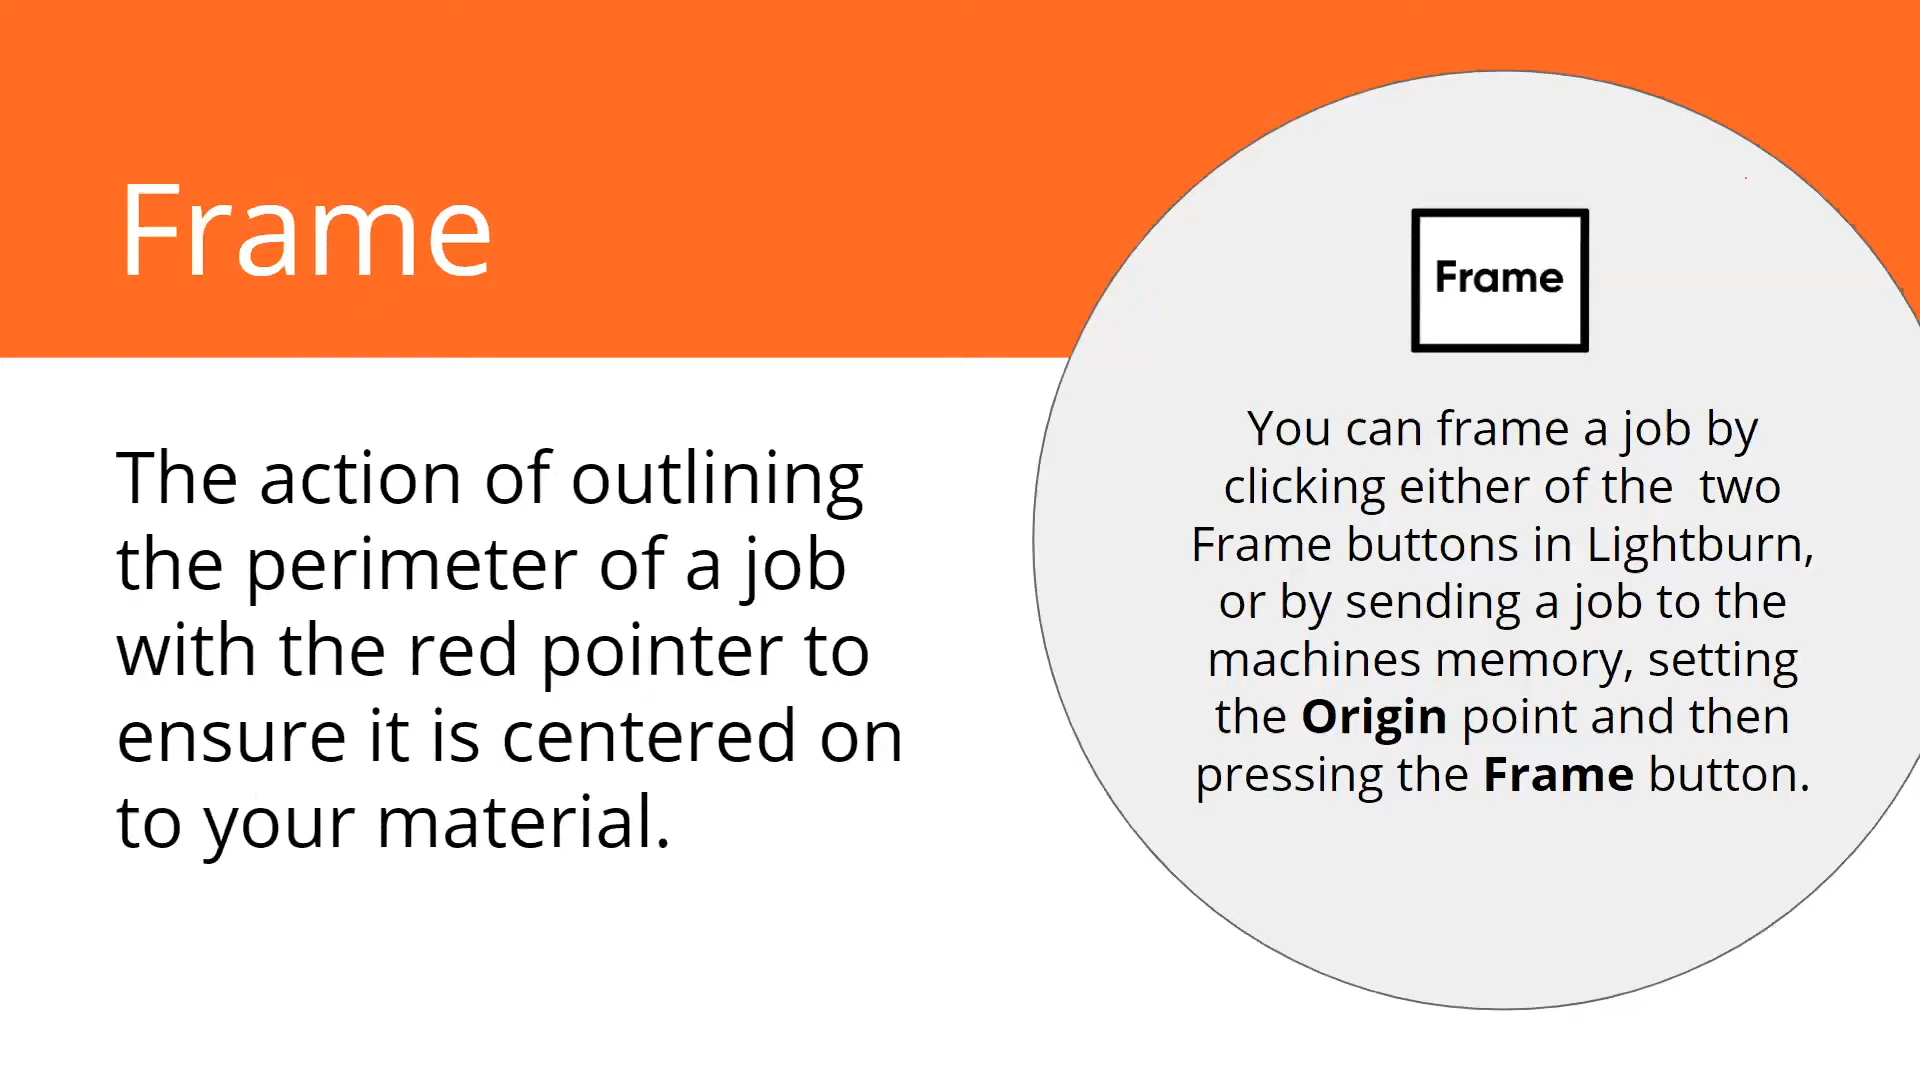 Frame
The action of outlining
the perimeter of a job
with the red pointer to
ensure it is centered on
to your material.
Frame
You can frame a job by
clicking either of the  two
Frame buttons in Lightburn,
or by sending a job to the
machines memory, setting
the Origin point and then
pressing the Frame button.